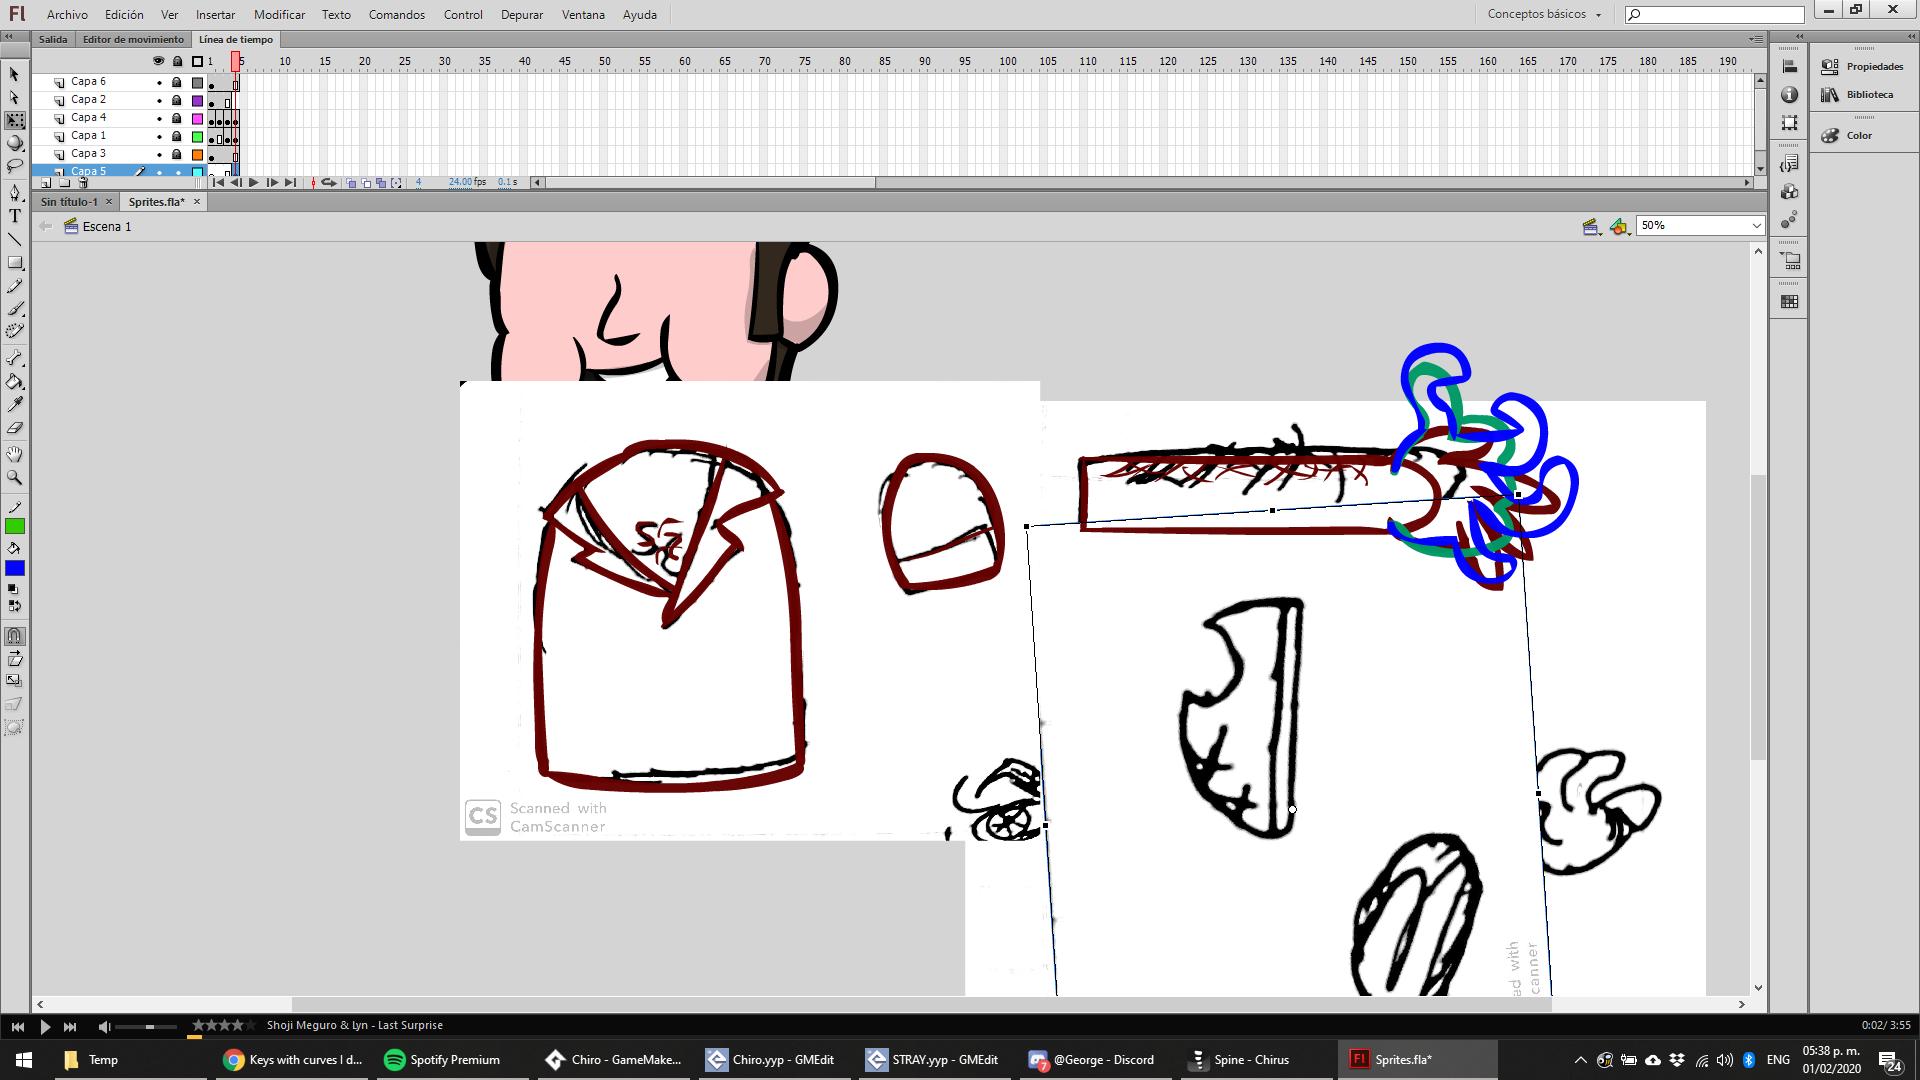 Fl Archivo Edición Ver Insertar Modificar Texto Comandos Control Depurar Ventana Ayuda Conceptos básicos
Salida Editor de movimiento Línea de tiempo
1 5 10 15 20 25 30 35 40 45 50 55 60 65 70 75 80 85 90 95 100 105 110 115 120 125 130 135 140 145 150 155 160 165 170 175 180 185 190
Capa 6
Capa 2
Capa 4
Capa 1
Capa 3
Capa 5
4 24.00 fps 0.1 s
Propiedades
Biblioteca
Color
Sin título-1 × Sprites.fla* ×
Escena 1 50%
T
CS Scanned with
CamScanner
ad with
canner
Shoji Meguro & Lyn - Last Surprise 0:02/ 3:55
Temp Keys with curves I d... Spotify Premium Chiro - GameMake... Chiro.yyp - GMEdit STRAY.yyp - GMEdit @George - Discord 7 Spine - Chirus Fl Sprites.fla* ENG 05:38 p. m.
01/02/2020 24